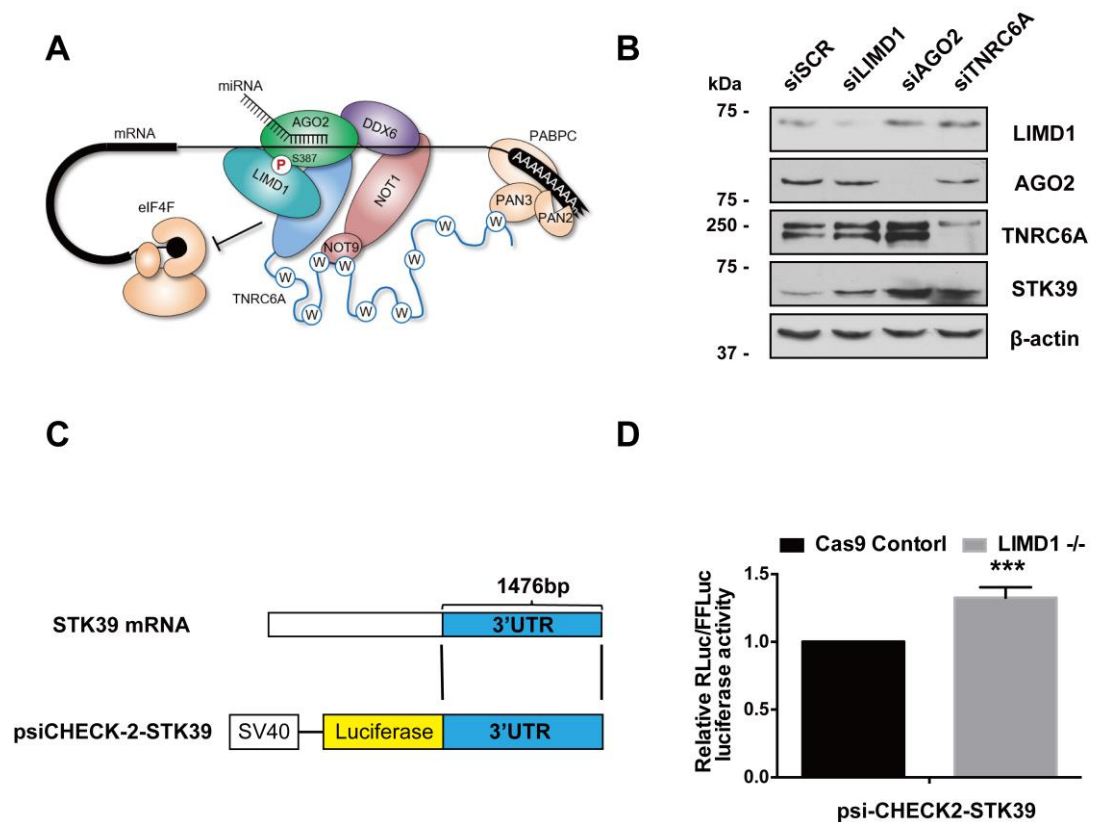 A
miRNA
mRNA
AGO2
DDX6
PABPC
P
S387
LIMD1
NOT1
AAAAAAAAA
eIF4F
PAN3
PAN2
W
W
NOT9
TNRC6A
W
W
W
W
W
W
W
B
kDa
siSCR
siLIMD1
siAGO2
siTNRC6A
75 -
LIMD1
AGO2
75 -
250 -
TNRC6A
75 -
STK39
β-actin
37 -
C
1476bp
STK39 mRNA
3'UTR
psiCHECK-2-STK39
SV40
Luciferase
3'UTR
D
Cas9 Contorl
LIMD1 -/-
***
Relative RLuc/FFLuc
luciferase activity
1.5
1.0
0.5
0.0
psi-CHECK2-STK39